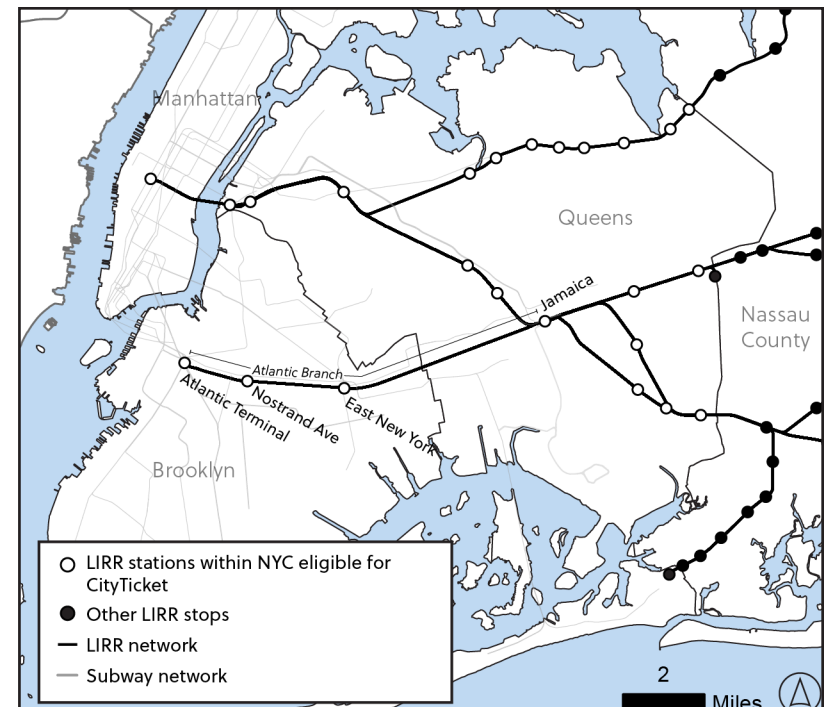 Manhattan
Queens
Jamaica
Nassau
County
Atlantic Branch
Atlantic Terminal
Nostrand Ave
East New York
Brooklyn
LIRR stations within NYC eligible for
CityTicket
Other LIRR stops
LIRR network
Subway network
2
Miles